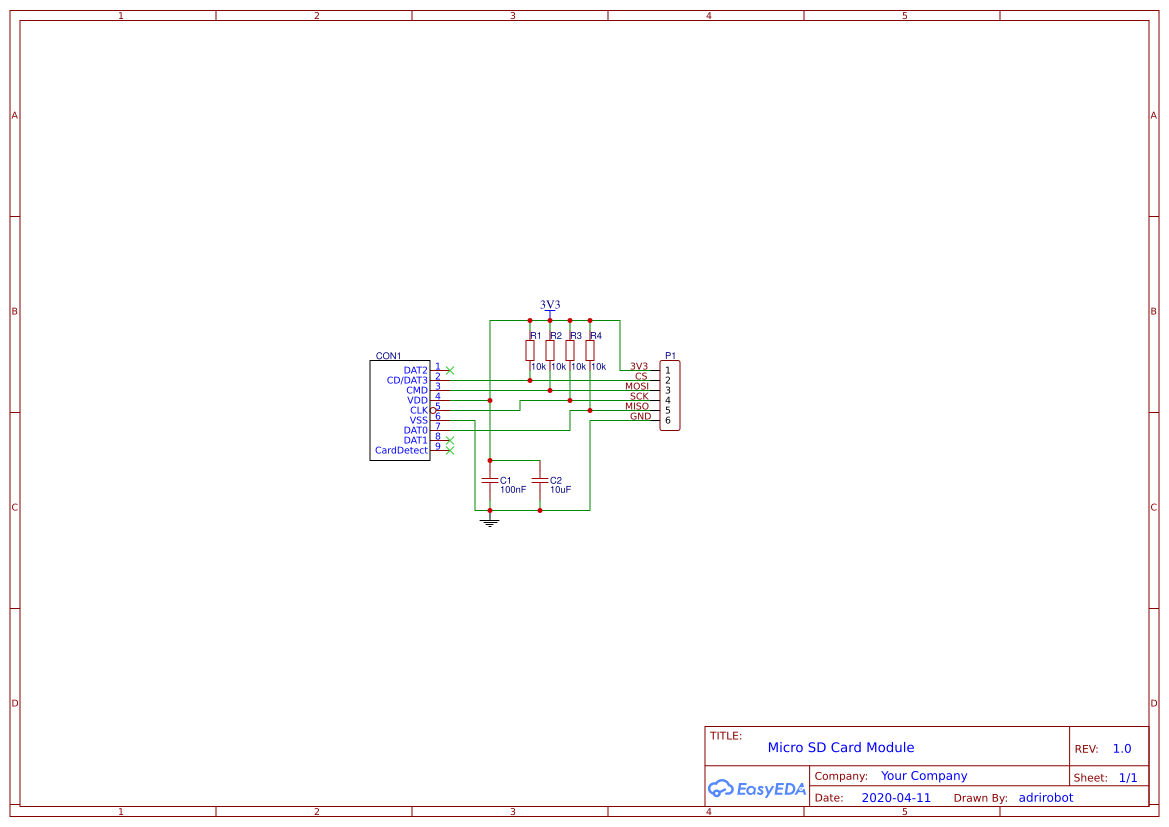 1 2 3 4 5
A A
B B
3V3
R1 R2 R3 R4
10k 10k 10k 10k
CON1
DAT2 1
CD/DAT3 2
CMD 3
VDD 4
CLK 5
VSS 6
DAT0 7
DAT1 8
CardDetect 9
P1
3V3 1
CS 2
MOSI 3
SCK 4
MISO 5
GND 6
C1 C2
100nF 10uF
C C
D D
TITLE:
Micro SD Card Module
REV: 1.0
EasyEDA
Company: Your Company
Sheet: 1/1
Date: 2020-04-11 Drawn By: adrirobot
1 2 3 4 5